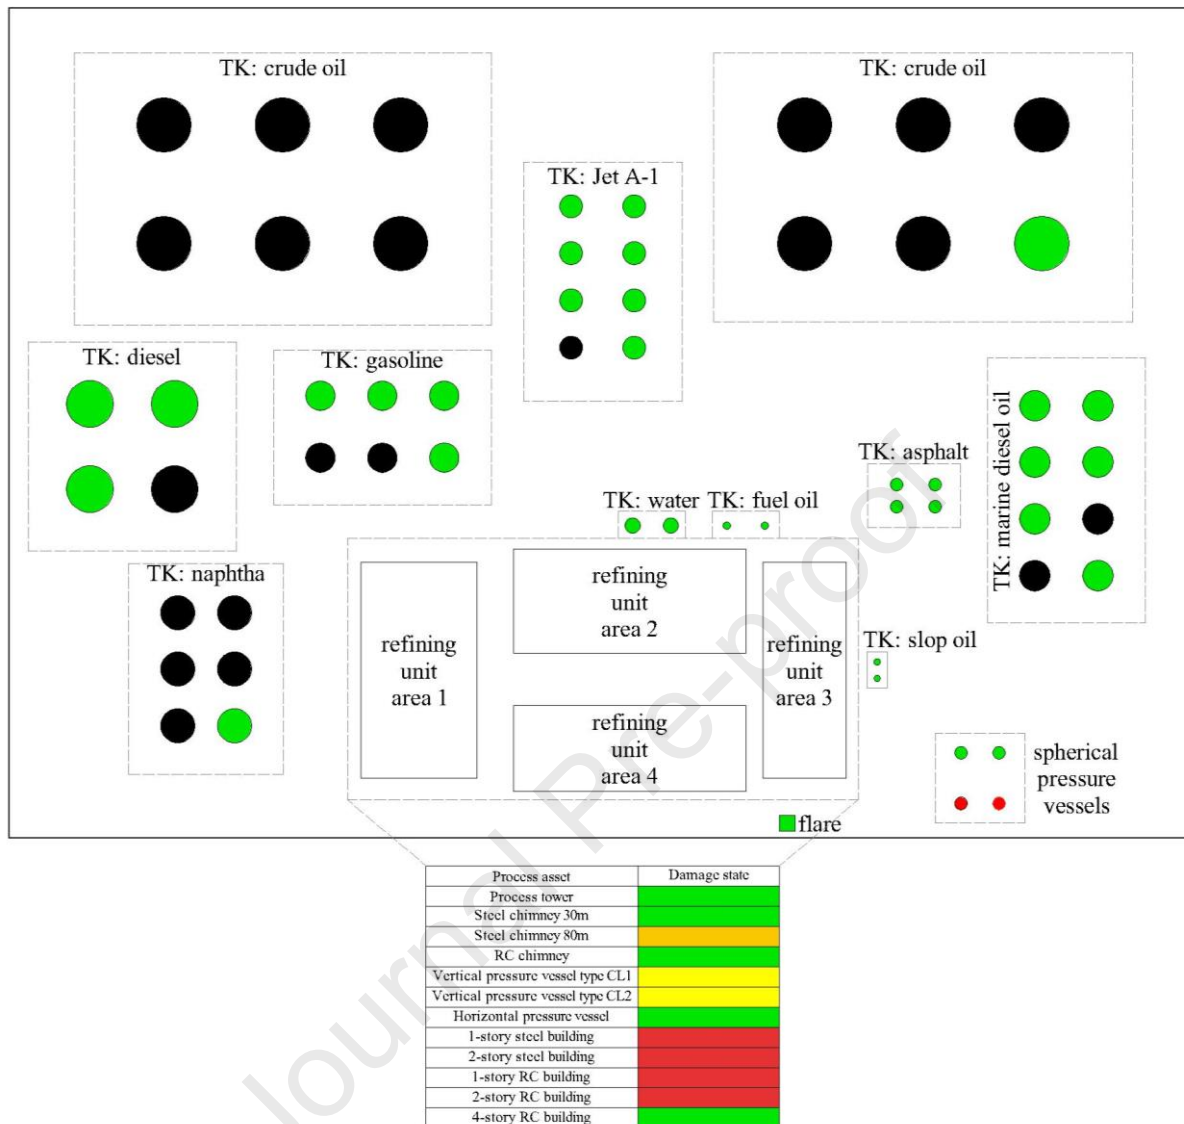 TK: crude oil
TK: crude oil
TK: Jet A-1
TK: diesel
TK: gasoline
TK: marine diesel oil
TK: asphalt
TK: water
TK: fuel oil
TK: naphtha
refining
unit
area 1
refining
unit
area 2
refining
unit
area 3
refining
unit
area 4
TK: slop oil
spherical
pressure
vessels
flare
Journal Pre-proof
Process asset Damage state
Process tower
Steel chimney 30m
Steel chimney 80m
RC chimney
Vertical pressure vessel type CL1
Vertical pressure vessel type CL2
Horizontal pressure vessel
1-story steel building
2-story steel building
1-story RC building
2-story RC building
4-story RC building